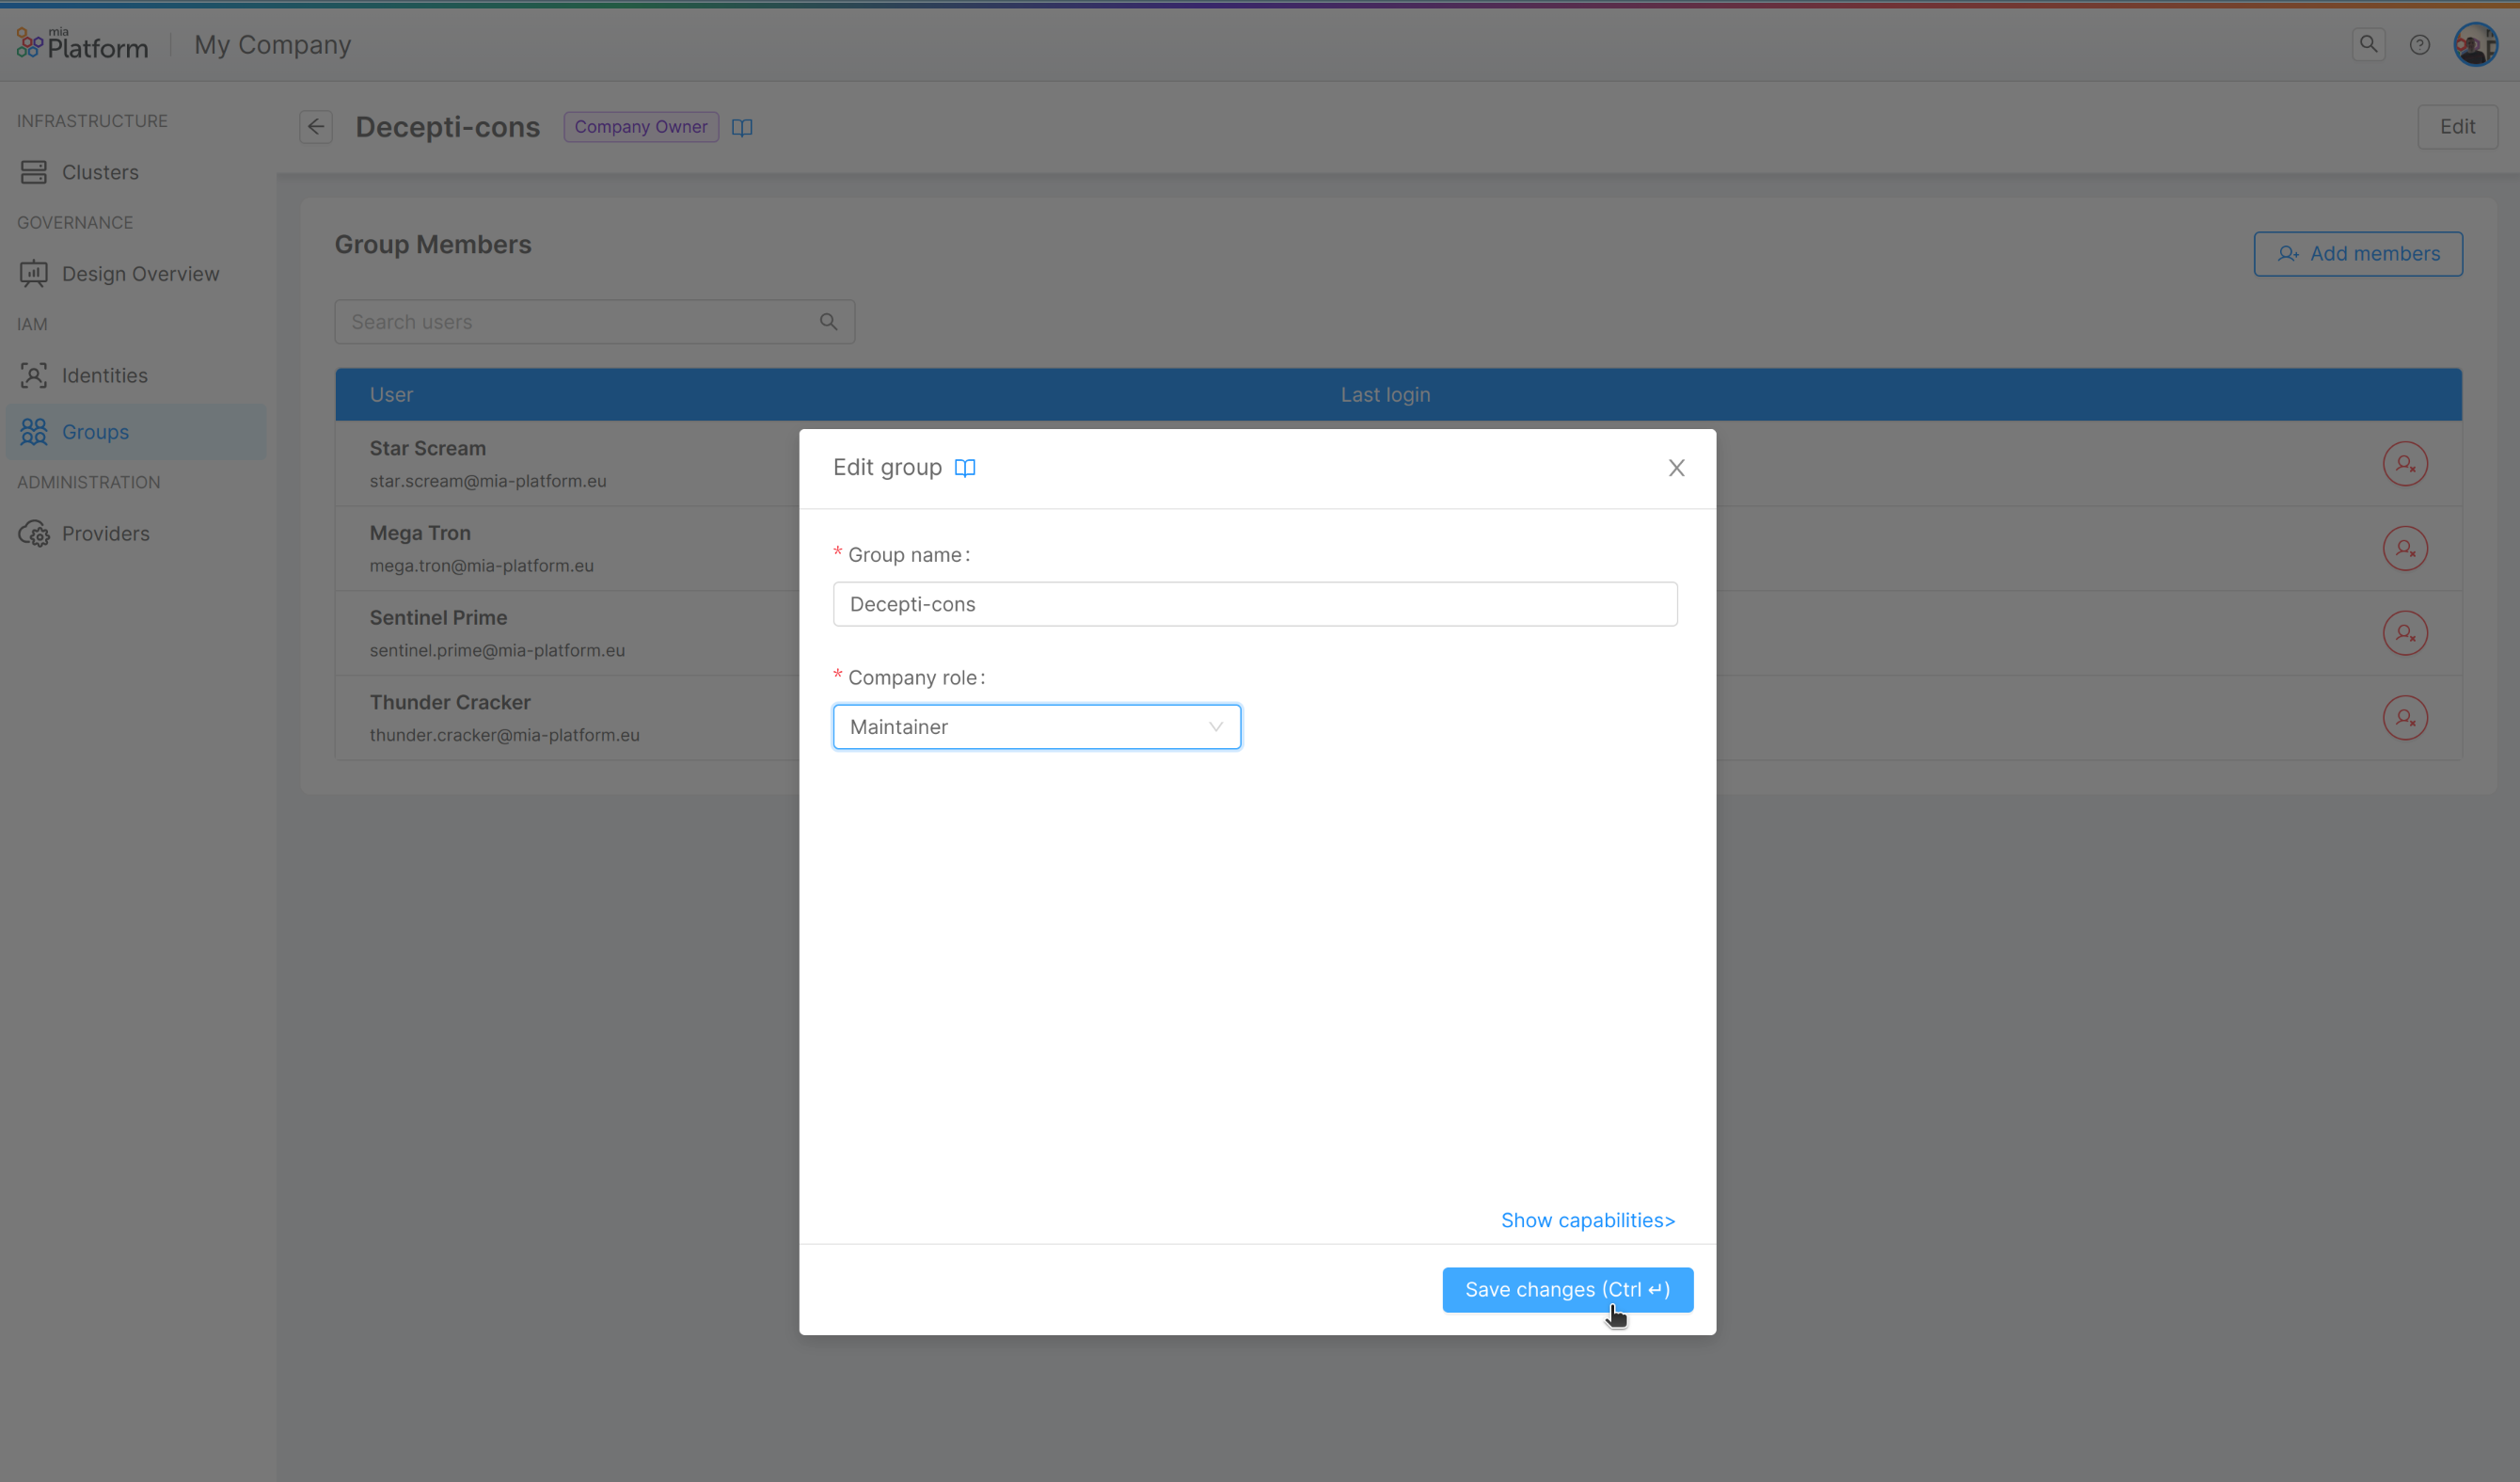 mia
Platform
My Company
INFRASTRUCTURE
Clusters
GOVERNANCE
Design Overview
IAM
Identities
Groups
ADMINISTRATION
Providers
Decepti-cons
Company Owner
Edit
Group Members
Add members
Search users
User
Last login
Star Scream
star.scream@mia-platform.eu
Mega Tron
mega.tron@mia-platform.eu
Sentinel Prime
sentinel.prime@mia-platform.eu
Thunder Cracker
thunder.cracker@mia-platform.eu
Edit group
* Group name:
Decepti-cons
* Company role:
Maintainer
Show capabilities>
Save changes (Ctrl ↵)